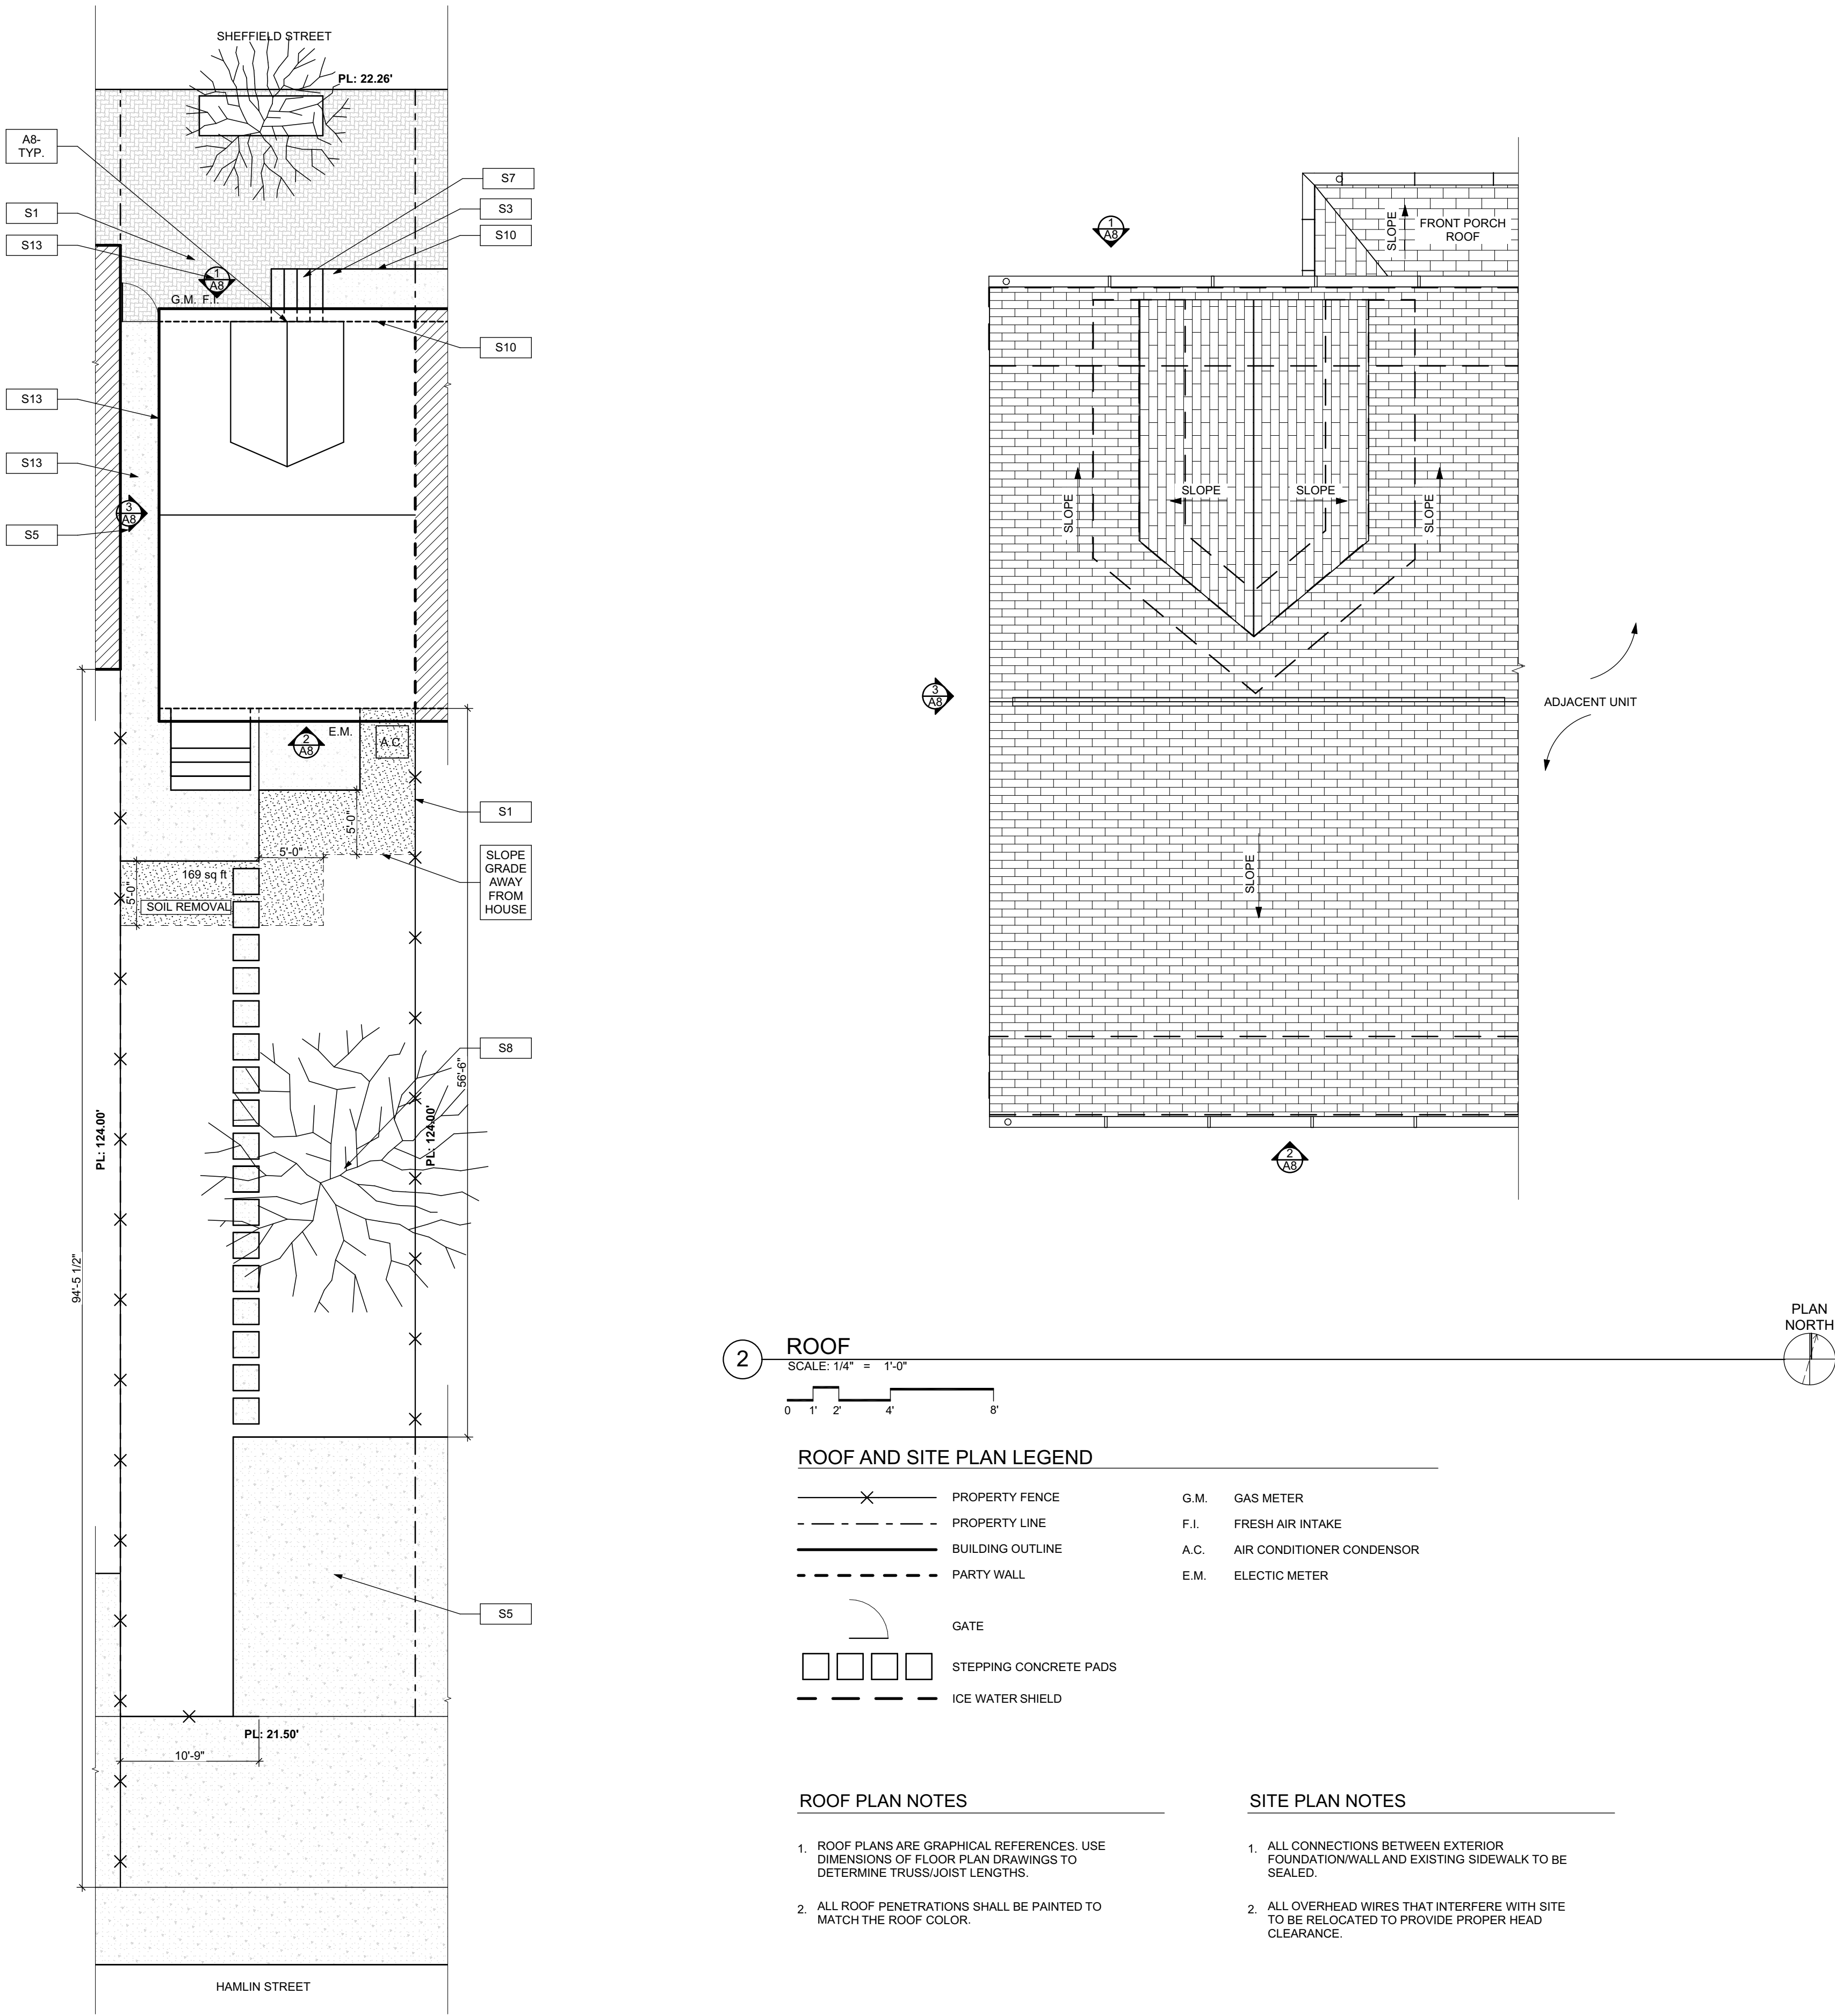 SHEFFIELD STREET
PL: 22.26'
A8-
TYP.
S7
S1
S3
S13
S10
1
A8
G.M. F.I.
S10
S13
S13
3
A8
S5
2
A8
E.M.
A.C.
S1
5'-0"
5'-0"
SLOPE
GRADE
AWAY
FROM
HOUSE
169 sq ft
5'-0"
SOIL REMOVAL
S8
56'-6"
PL: 124.00'
PL: 124.00'
94'-5 1/2"
S5
PL: 21.50'
10'-9"
HAMLIN STREET
1
A8
SLOPE
FRONT PORCH
ROOF
SLOPE
SLOPE
SLOPE
SLOPE
3
A8
ADJACENT UNIT
SLOPE
2
A8
PLAN
NORTH
2
ROOF
SCALE: 1/4" = 1'-0"
0 1' 2' 4' 8'
ROOF AND SITE PLAN LEGEND
PROPERTY FENCE
PROPERTY LINE
BUILDING OUTLINE
PARTY WALL
GATE
STEPPING CONCRETE PADS
ICE WATER SHIELD
G.M. GAS METER
F.I. FRESH AIR INTAKE
A.C. AIR CONDITIONER CONDENSOR
E.M. ELECTIC METER
ROOF PLAN NOTES
1. ROOF PLANS ARE GRAPHICAL REFERENCES. USE
DIMENSIONS OF FLOOR PLAN DRAWINGS TO
DETERMINE TRUSS/JOIST LENGTHS.
2. ALL ROOF PENETRATIONS SHALL BE PAINTED TO
MATCH THE ROOF COLOR.
SITE PLAN NOTES
1. ALL CONNECTIONS BETWEEN EXTERIOR
FOUNDATION/WALL AND EXISTING SIDEWALK TO BE
SEALED.
2. ALL OVERHEAD WIRES THAT INTERFERE WITH SITE
TO BE RELOCATED TO PROVIDE PROPER HEAD
CLEARANCE.